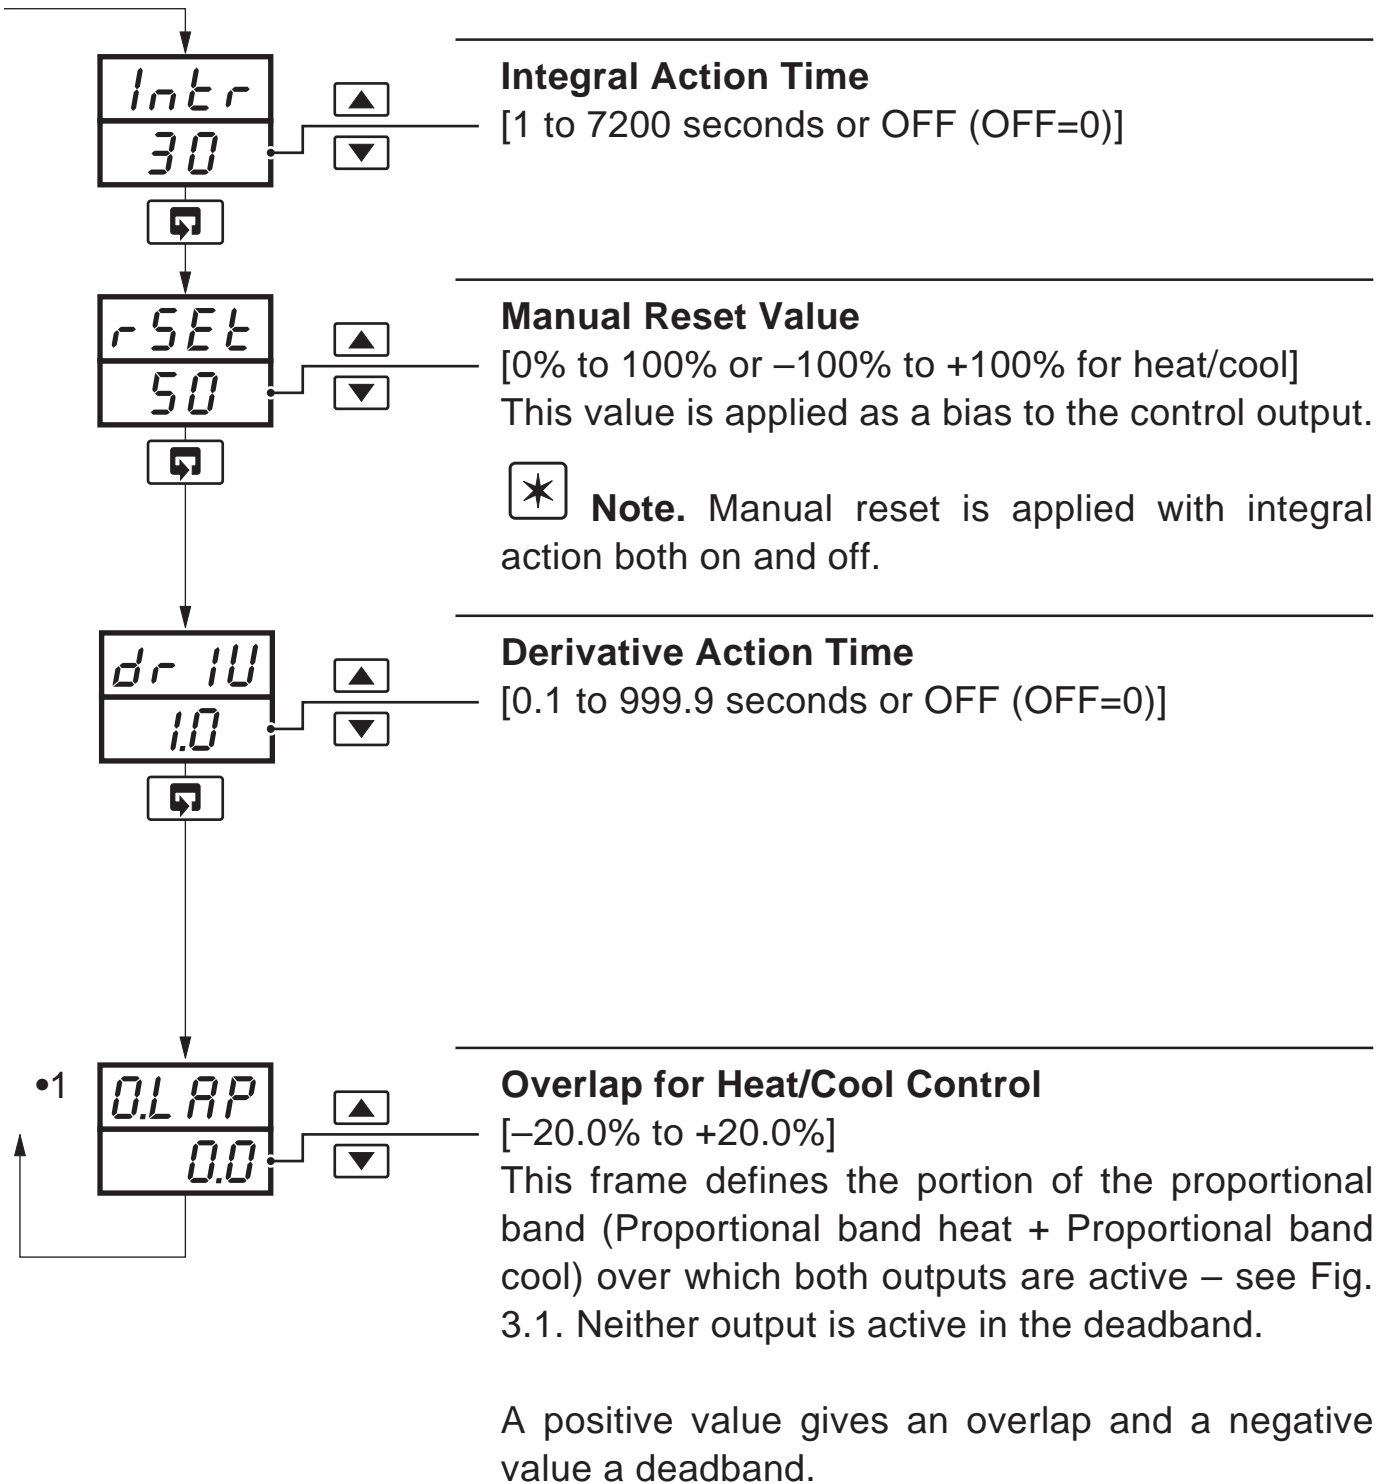 Intr
30
Integral Action Time
[1 to 7200 seconds or OFF (OFF=0)]
rSEt
50
Manual Reset Value
[0% to 100% or –100% to +100% for heat/cool]
This value is applied as a bias to the control output.
Note. Manual reset is applied with integral
action both on and off.
drIU
1.0
Derivative Action Time
[0.1 to 999.9 seconds or OFF (OFF=0)]
•1
O.LAP
0.0
Overlap for Heat/Cool Control
[–20.0% to +20.0%]
This frame defines the portion of the proportional
band (Proportional band heat + Proportional band
cool) over which both outputs are active – see Fig.
3.1. Neither output is active in the deadband.
A positive value gives an overlap and a negative
value a deadband.